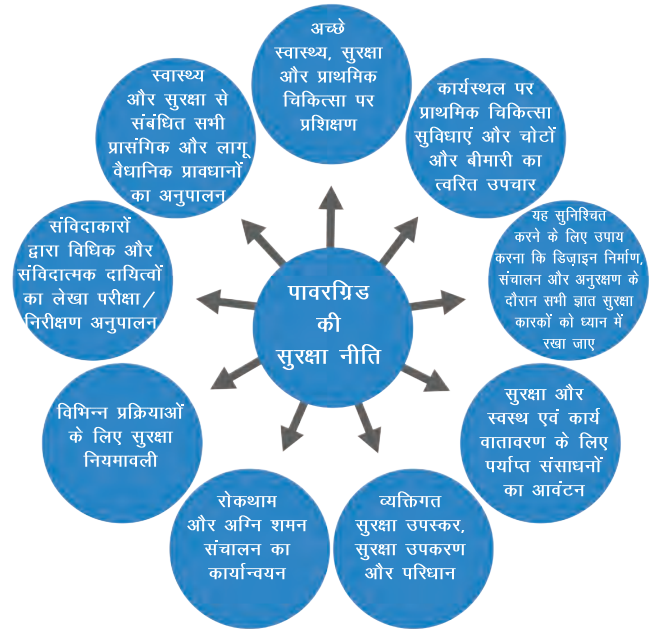 अच्छे
स्वास्थ्य, सुरक्षा
और प्राथमिक
चिकित्सा पर
प्रशिक्षण
कार्यस्थल पर
प्राथमिक चिकित्सा
सुविधाएं और चोटों
और बीमारी का
त्वरित उपचार
यह सुनिश्चित
करने के लिए उपाय
करना कि डिज़ाइन निर्माण,
संचालन और अनुरक्षण के
दौरान सभी ज्ञात सुरक्षा
कारकों को ध्यान में
रखा जाए
सुरक्षा और
स्वस्थ एवं कार्य
वातावरण के लिए
पर्याप्त संसाधनों
का आवंटन
व्यक्तिगत
सुरक्षा उपस्कर,
सुरक्षा उपकरण
और परिधान
रोकथाम
और अग्नि शमन
संचालन का
कार्यान्वयन
विभिन्न प्रक्रियाओं
के लिए सुरक्षा
नियमावली
संविदाकारों
द्वारा विधिक और
संविदात्मक दायित्वों
का लेखा परीक्षा/
निरीक्षण अनुपालन
स्वास्थ्य
और सुरक्षा से
संबंधित सभी
प्रासंगिक और लागू
वैधानिक प्रावधानों
का अनुपालन
पावरग्रिड
की
सुरक्षा नीति